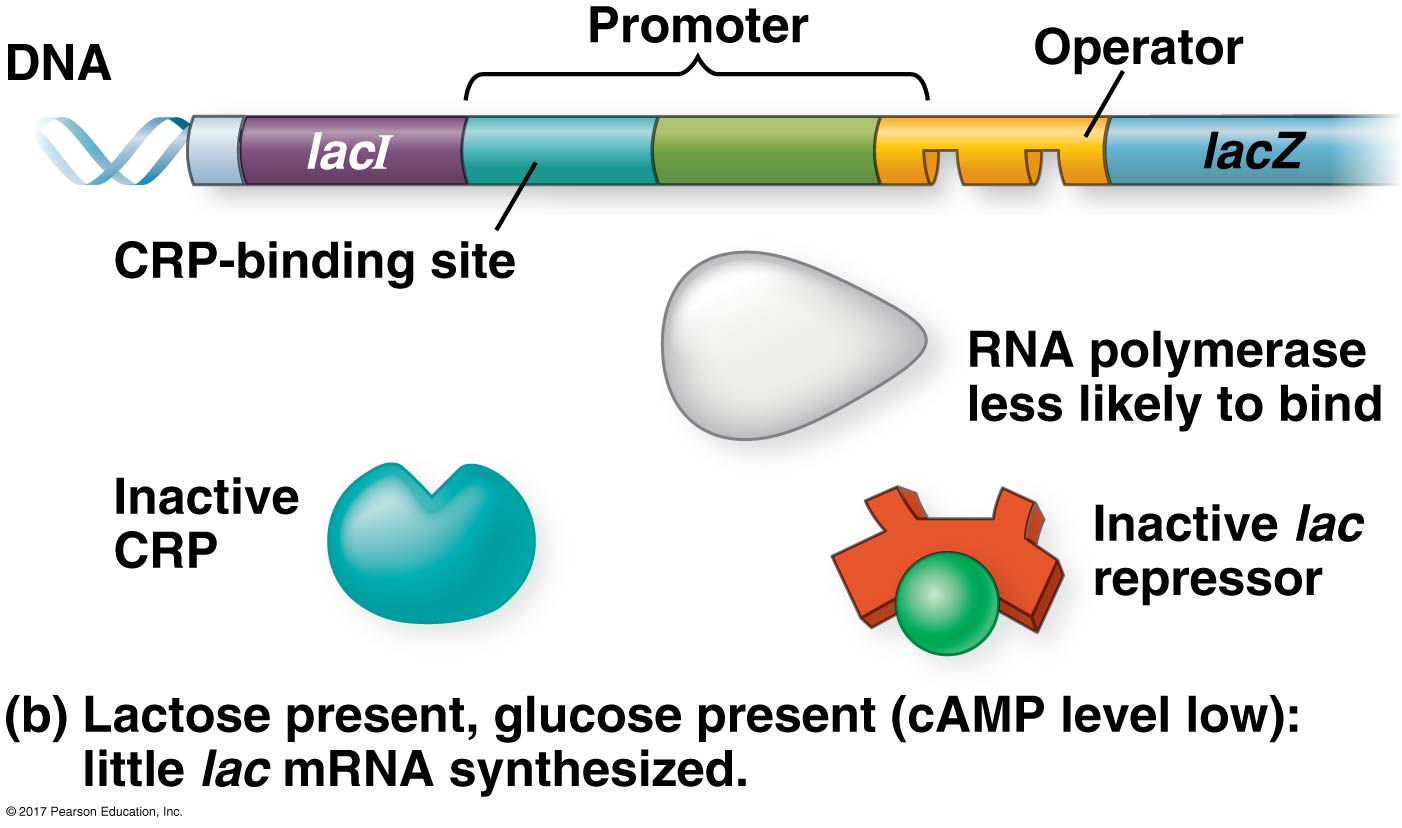 Promoter
Operator
DNA
lacI
lacZ
CRP-binding site
RNA polymerase
less likely to bind
Inactive
CRP
Inactive lac
repressor
(b) Lactose present, glucose present (cAMP level low):
little lac mRNA synthesized.
© 2017 Pearson Education, Inc.